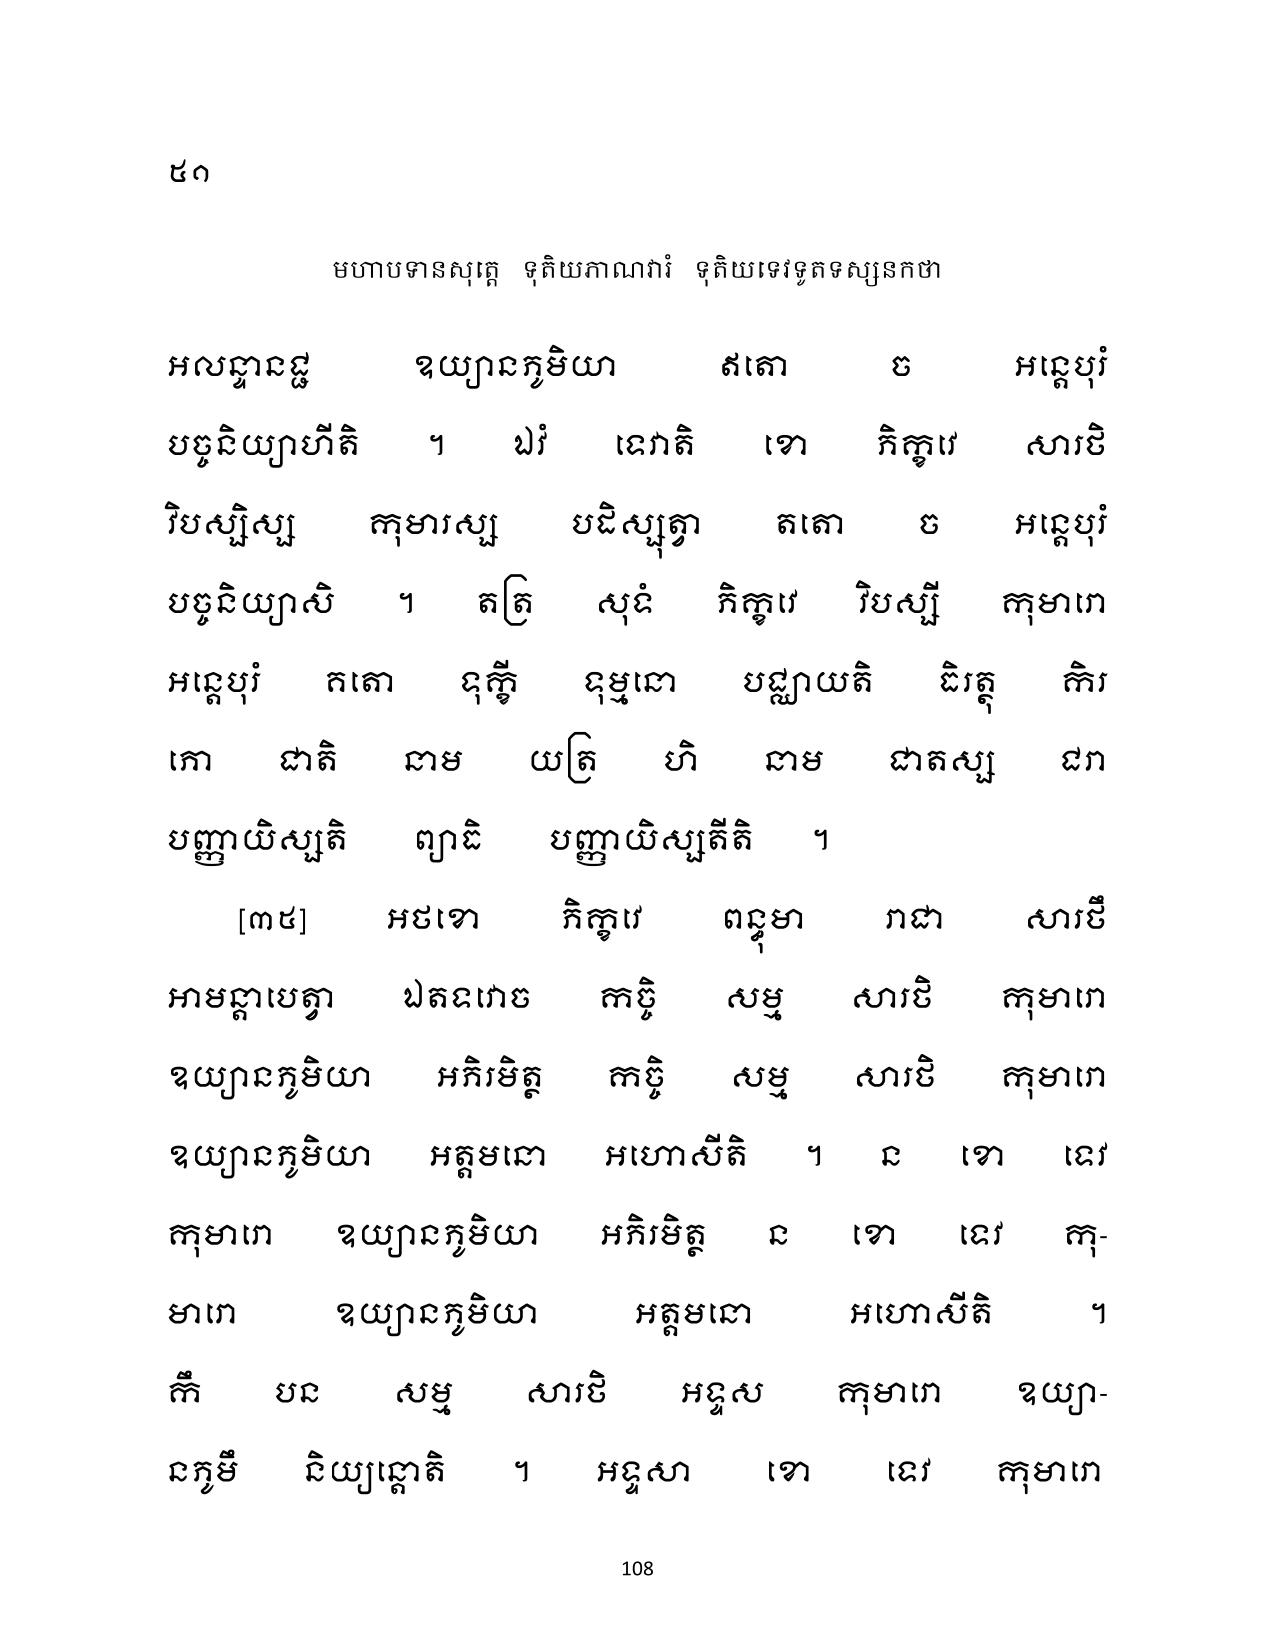 ៥១
មហាបទានសុត្តេ ទុតិយភាណវារំ ទុតិយទេវទូតទស្សនកថា
អលន្ទានជ្ជ ឧយ្យានភូមិយា ឥតោ ច អន្តេបុរំ
បច្ចនិយ្យាហីតិ ។ ឯវំ ទេវាតិ ខោ ភិក្ខវេ សារថិ
វិបស្សិស្ស កុមារស្ស បដិស្សុត្វា តតោ ច អន្តេបុរំ
បច្ចនិយ្យាសិ ។ តត្រ សុទំ ភិក្ខវេ វិបស្សី កុមារោ
អន្តេបុរំ គតោ ទុក្ខី ទុម្មនោ បជ្ឈាយតិ ធិរត្ថុ កិរ
ភោ ជាតិ នាម យត្រ ហិ នាម ជាតស្ស ជរា
បញ្ញាយិស្សតិ ព្យាធិ បញ្ញាយិស្សតីតិ ។
[៣៥] អថខោ ភិក្ខវេ ពន្ធុមា រាជា សារថឹ
អាមន្តាបេត្វា ឯតទវោច កច្ចិ សម្ម សារថិ កុមារោ
ឧយ្យានភូមិយា អភិរមិត្ថ កច្ចិ សម្ម សារថិ កុមារោ
ឧយ្យានភូមិយា អត្តមនោ អហោសីតិ ។ ន ខោ ទេវ
កុមារោ ឧយ្យានភូមិយា អភិរមិត្ថ ន ខោ ទេវ កុ-
មារោ ឧយ្យានភូមិយា អត្តមនោ អហោសីតិ ។
កឹ បន សម្ម សារថិ អទ្ទស កុមារោ ឧយ្យា-
នភូមឹ និយ្យន្តោតិ ។ អទ្ទសា ខោ ទេវ កុមារោ
108